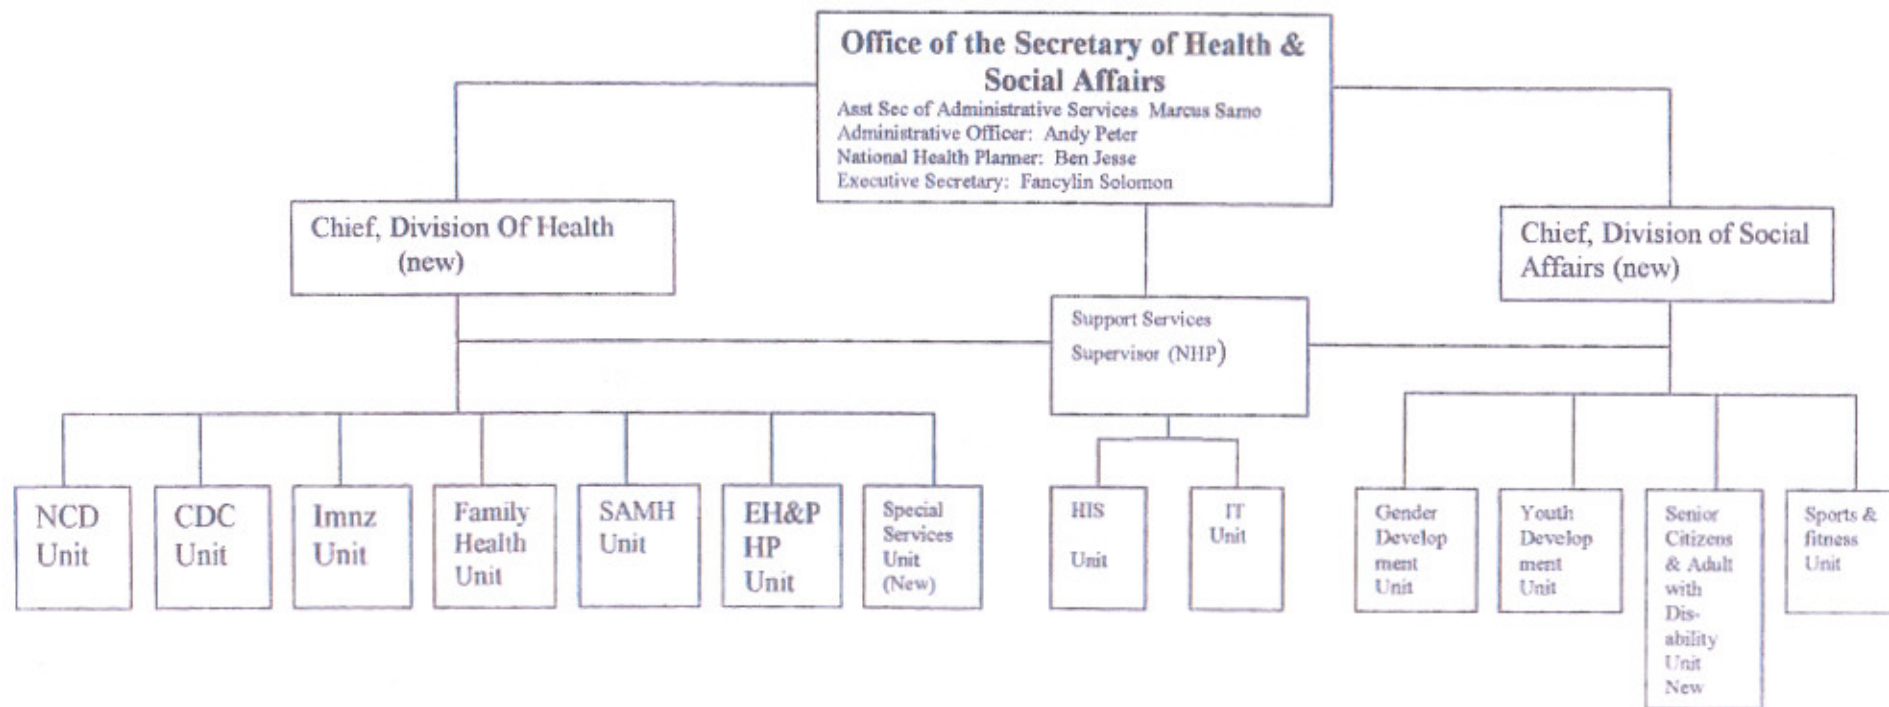 Office of the Secretary of Health &
Social Affairs
Asst Sec of Administrative Services Marcus Samo
Administrative Officer: Andy Peter
National Health Planner: Ben Jesse
Executive Secretary: Fancylin Solomon
Chief, Division Of Health
(new)
Chief, Division of Social
Affairs (new)
Support Services
Supervisor (NHP)
NCD
Unit
CDC
Unit
Imnz
Unit
Family
Health
Unit
SAMH
Unit
EH&P
HP
Unit
Special
Services
Unit
(New)
HIS
Unit
IT
Unit
Gender
Develop
ment
Unit
Youth
Develop
ment
Unit
Senior
Citizens
& Adult
with
Dis-
ability
Unit
New
Sports &
fitness
Unit